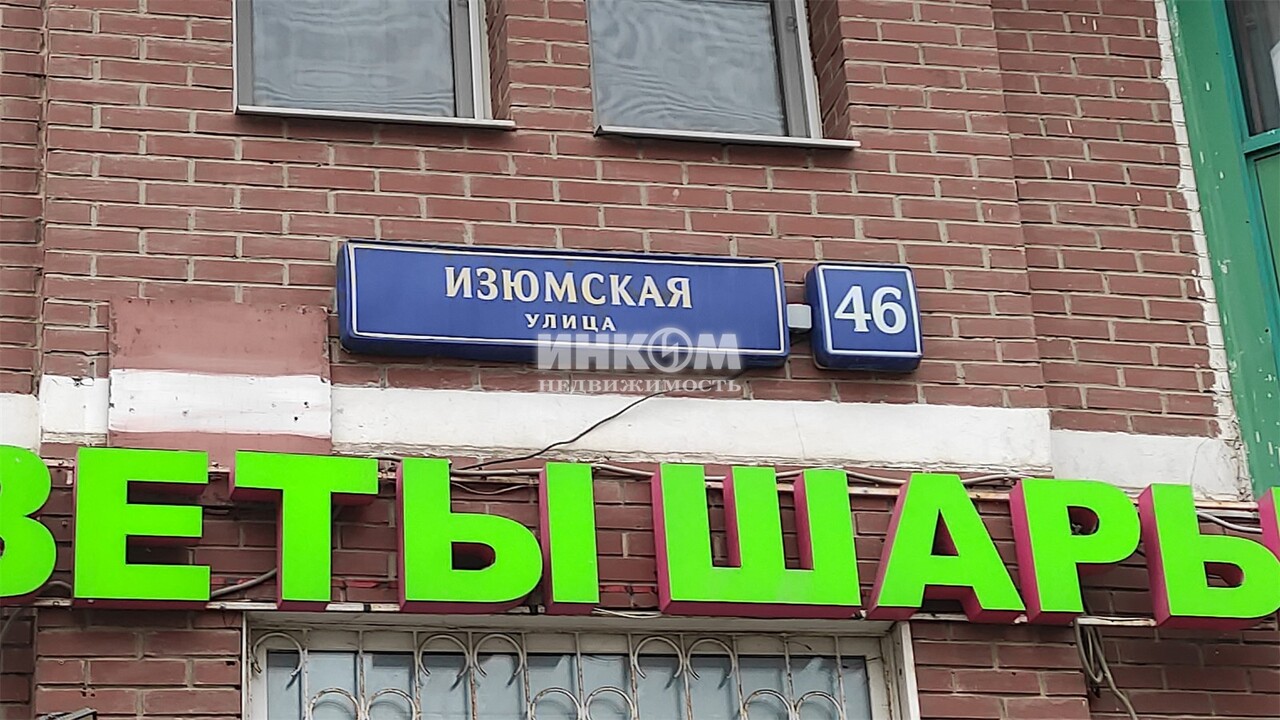 ИЗЮМСКАЯ
УЛИЦА
46
ИНКОМ
НЕДВИЖИМОСТЬ
ВЕТЫ ШАРЫ